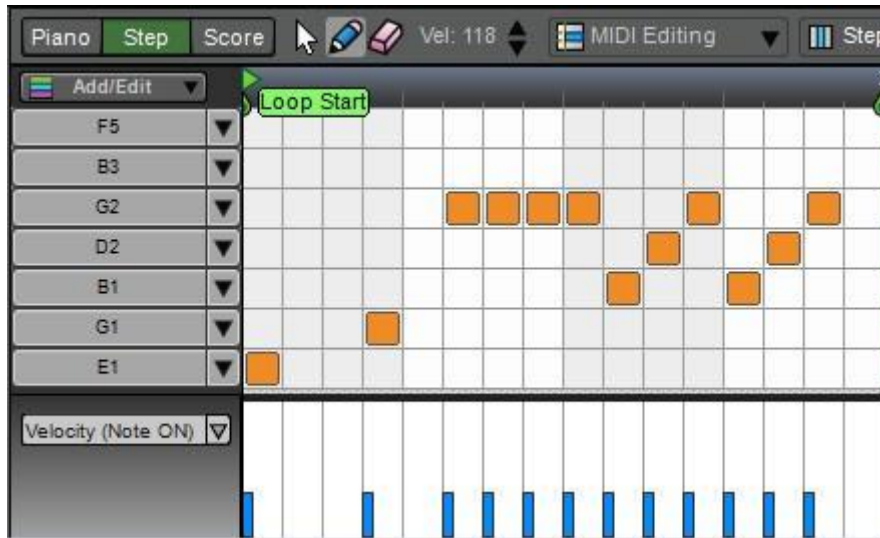 Piano Step Score Vel: 118 MIDI Editing Step
Add/Edit
Loop Start
F5
B3
G2
D2
B1
G1
E1
Velocity (Note ON)